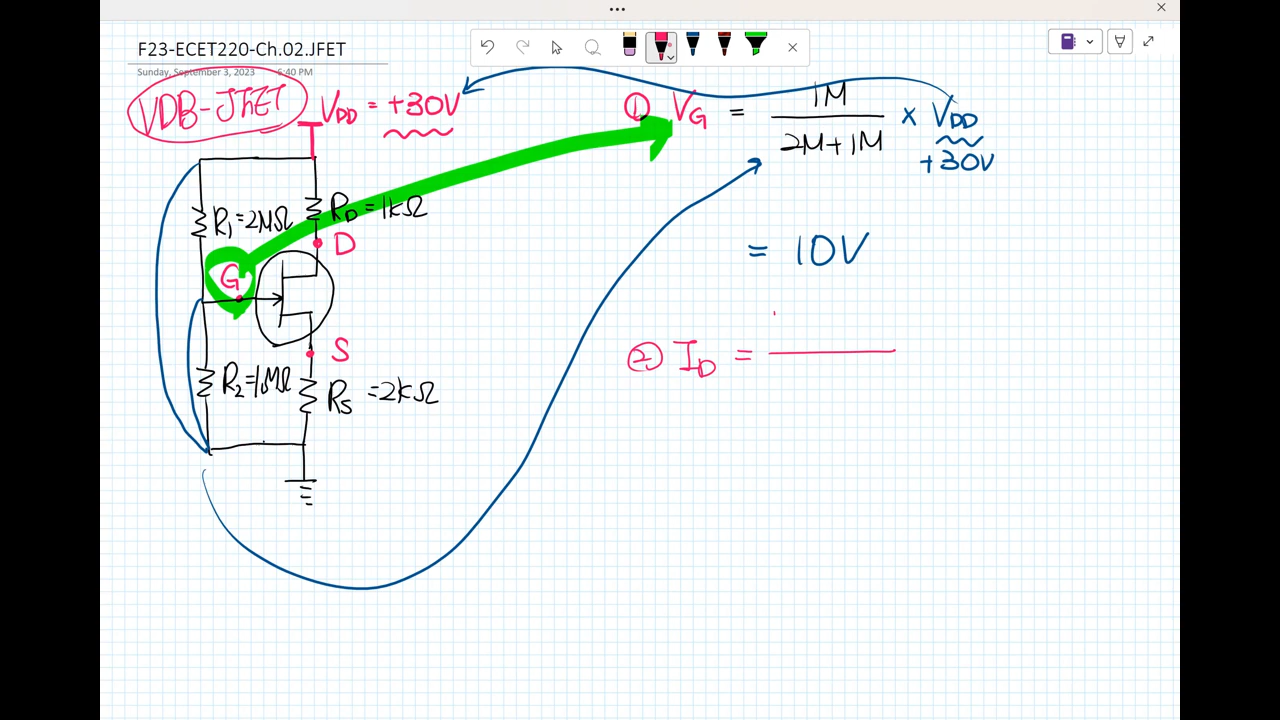 F23-ECET220-Ch.02.JFET
Sunday, September 3, 2023 5:40 PM
VDB-JFET
VDD = +30V
① VG = 1M / 2M+1M × VDD
+30V
= 10V
R1=2MΩ
RD=1kΩ
D
G
S
R2=1MΩ
RS =2kΩ
② ID =